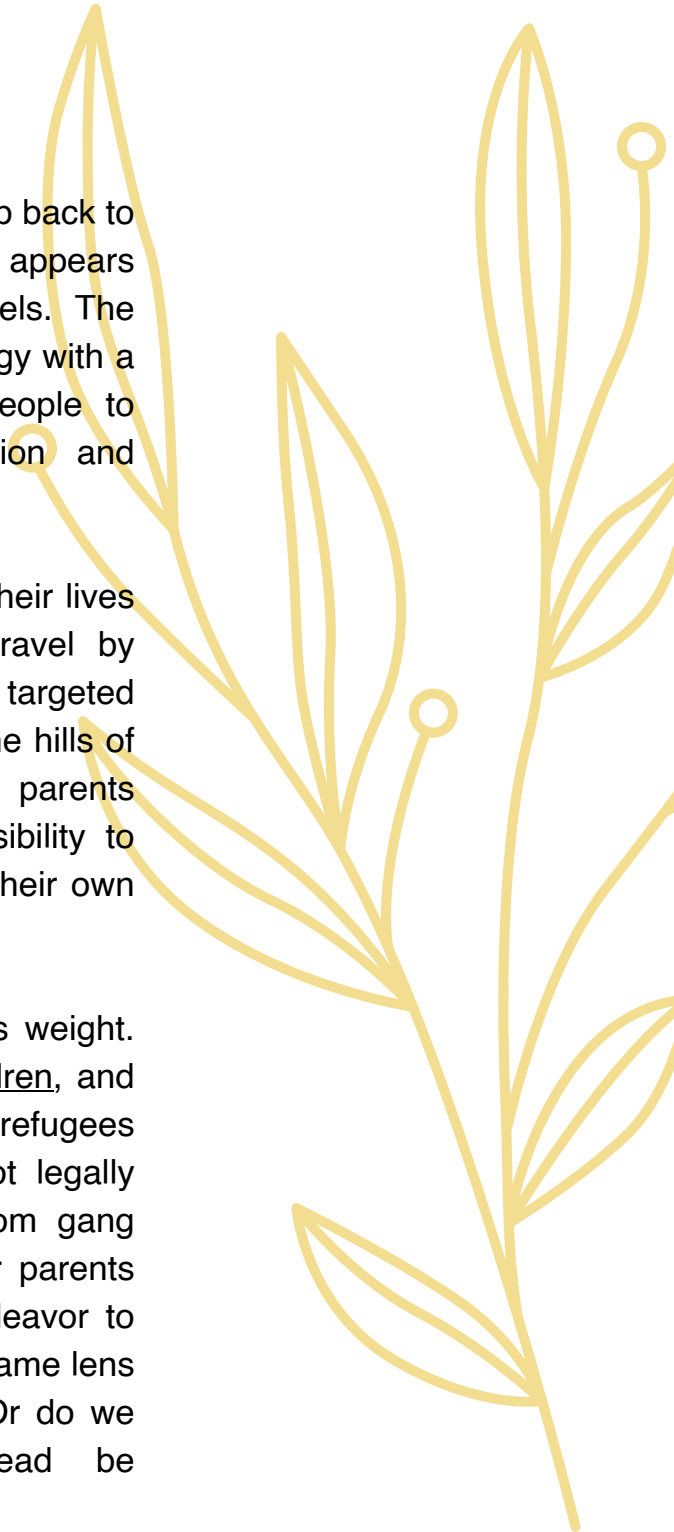 back to
appears
els. The
gy with a
eople to
ion and
heir lives
ravel by
targeted
e hills of
parents
sibility to
heir own
s weight.
dren, and
refugees
ot legally
om gang
r parents
eavor to
ame lens
Or do we
ead be